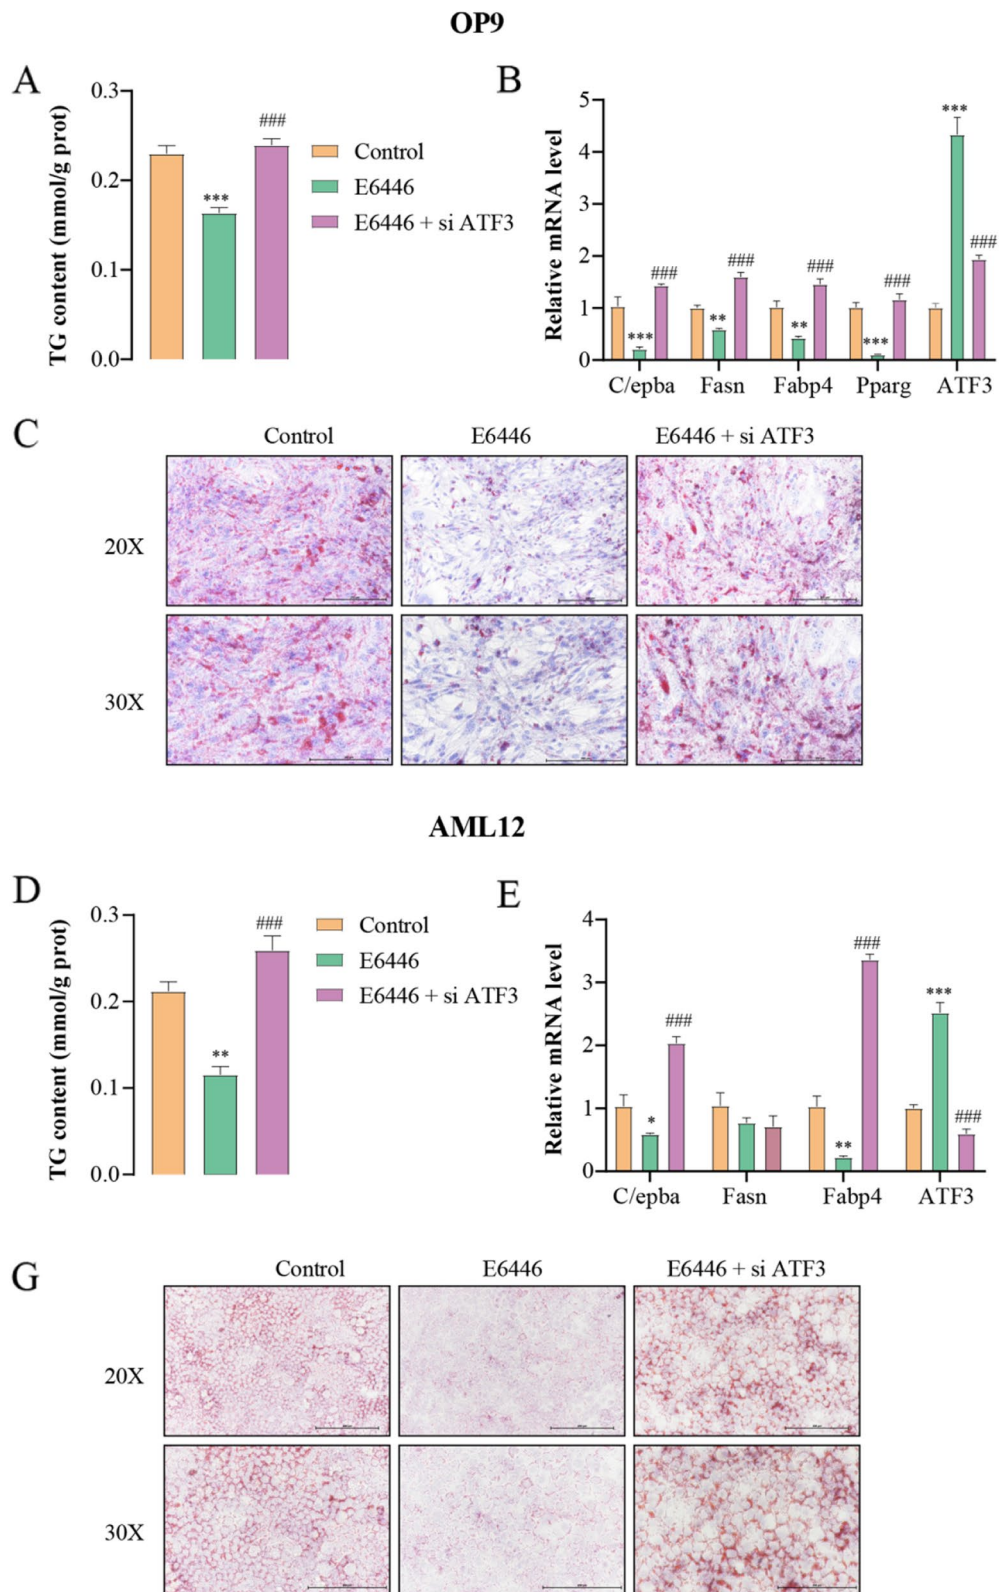 OP9
A
TG content (mmol/g prot)
0.3
0.2
0.1
0.0
***
###
Control
E6446
E6446 + si ATF3
B
Relative mRNA level
5
4
3
2
1
0
***
###
**
###
**
###
***
###
***
###
C/epba Fasn Fabp4 Pparg ATF3
C
Control E6446 E6446 + si ATF3
20X
30X
AML12
D
TG content (mmol/g prot)
0.3
0.2
0.1
0.0
**
###
Control
E6446
E6446 + si ATF3
E
Relative mRNA level
4
3
2
1
0
*
###
**
###
***
###
C/epba Fasn Fabp4 ATF3
G
Control E6446 E6446 + si ATF3
20X
30X